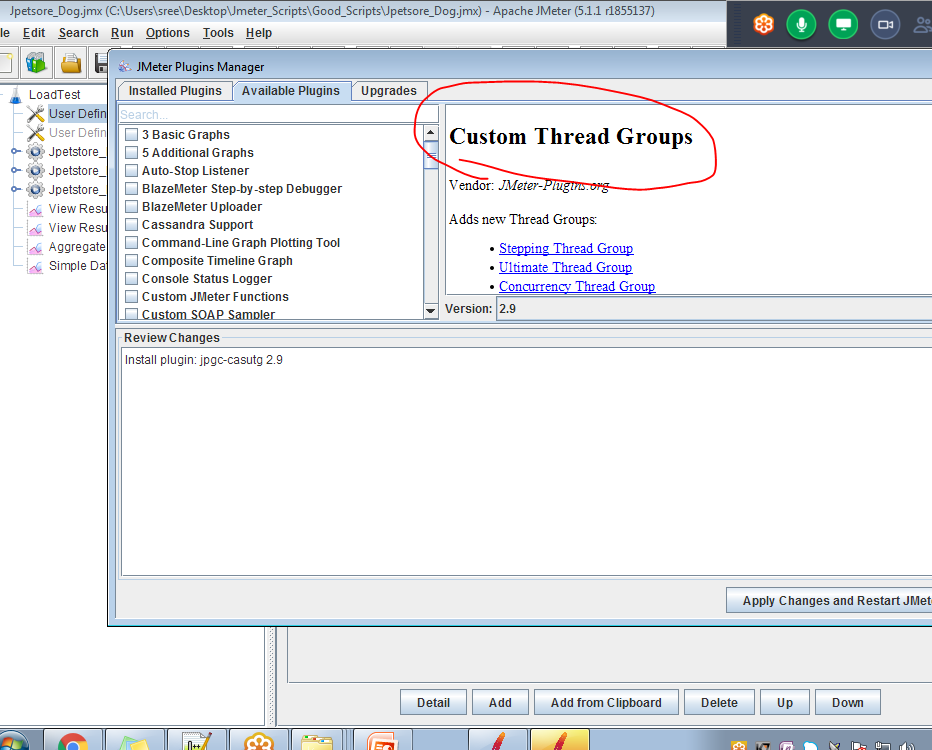 Jpetsore_Dog.jmx (C:\Users\sree\Desktop\Jmeter_Scripts\Good_Scripts\Jpetsore_Dog.jmx) - Apache JMeter (5.1.1 r1855137)
le Edit Search Run Options Tools Help
JMeter Plugins Manager
Installed Plugins Available Plugins Upgrades
Search...
3 Basic Graphs
5 Additional Graphs
Auto-Stop Listener
BlazeMeter Step-by-step Debugger
BlazeMeter Uploader
Cassandra Support
Command-Line Graph Plotting Tool
Composite Timeline Graph
Console Status Logger
Custom JMeter Functions
Custom SOAP Sampler
Custom Thread Groups
Vendor: JMeter-Plugins.org
Adds new Thread Groups:
Stepping Thread Group
Ultimate Thread Group
Concurrency Thread Group
Version: 2.9
Review Changes
Install plugin: jpgc-casutg 2.9
Apply Changes and Restart JMete
LoadTest
User Defin
User Defin
Jpetstore_
Jpetstore_
Jpetstore_
View Resu
View Resu
Aggregate
Simple Da
Detail Add Add from Clipboard Delete Up Down